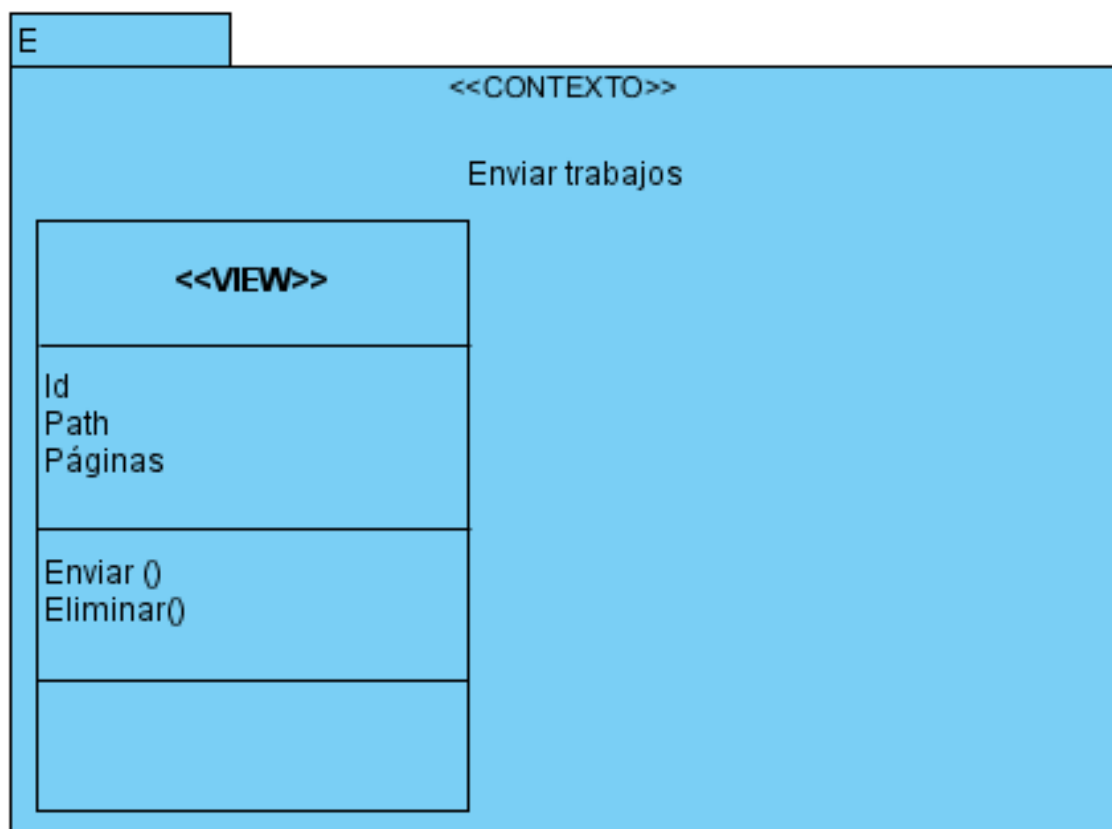 E
<<CONTEXTO>>
Enviar trabajos
<<VIEW>>
Id
Path
Páginas
Enviar ()
Eliminar()